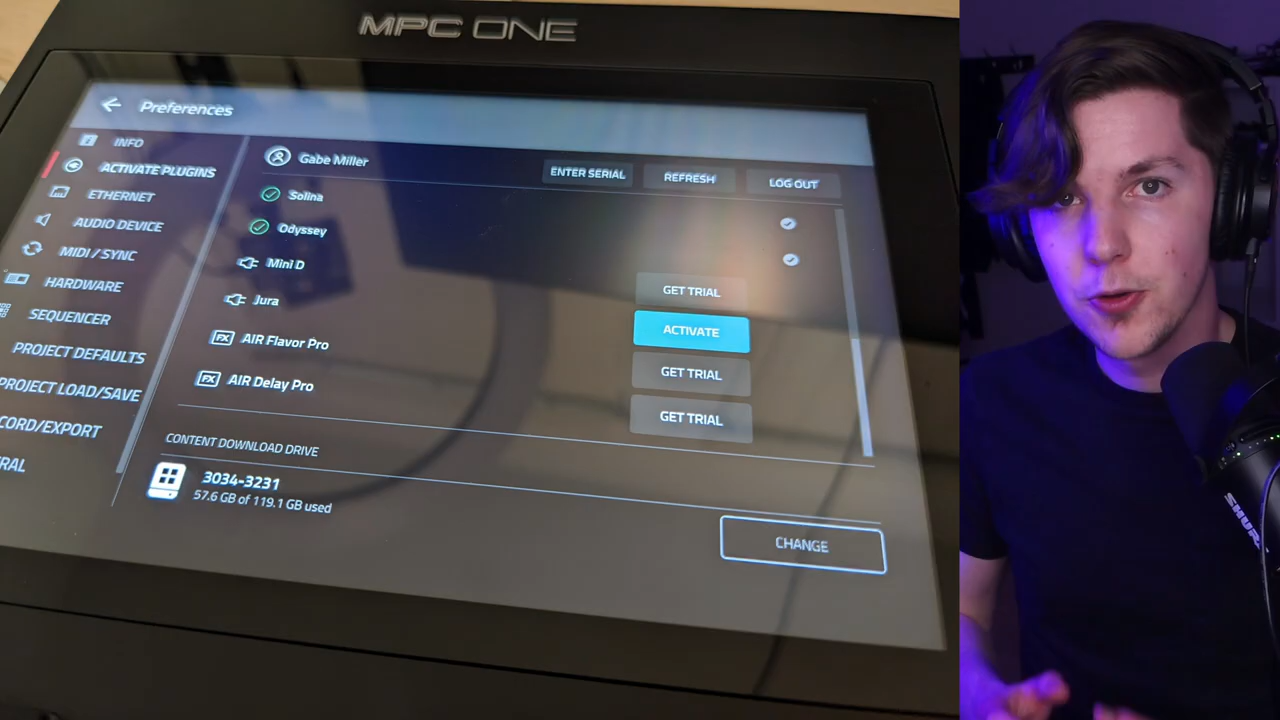 MPC ONE
Preferences
INFO
ACTIVATE PLUGINS
ETHERNET
AUDIO DEVICE
MIDI / SYNC
HARDWARE
SEQUENCER
PROJECT DEFAULTS
PROJECT LOAD/SAVE
CORD/EXPORT
ERAL
Gabe Miller
ENTER SERIAL
REFRESH
LOG OUT
Solina
Odyssey
Mini D
GET TRIAL
Jura
ACTIVATE
AIR Flavor Pro
GET TRIAL
AIR Delay Pro
GET TRIAL
CONTENT DOWNLOAD DRIVE
3034-3231
57.6 GB of 119.1 GB used
CHANGE
SHUR